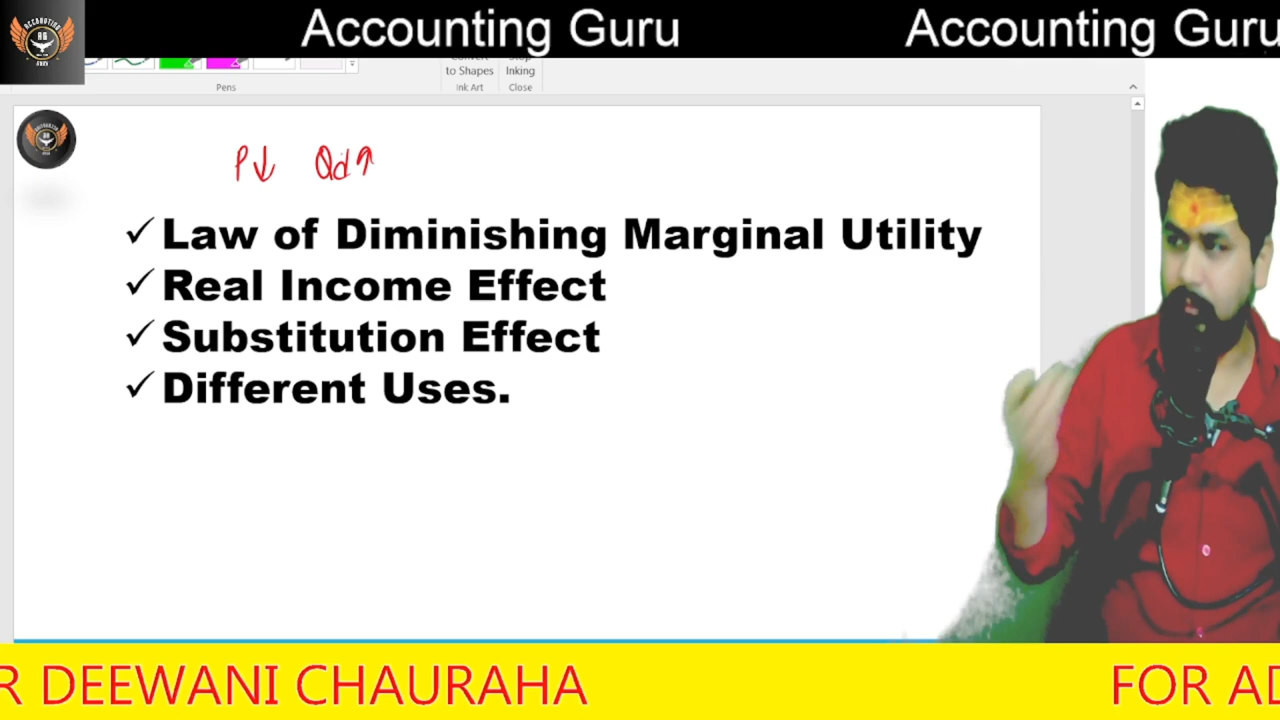 Accounting Guru Accounting Guru
to Shapes Inking
Pens Ink Art Close
P↓ Qd↑
✓ Law of Diminishing Marginal Utility
✓ Real Income Effect
✓ Substitution Effect
✓ Different Uses.
R DEEWANI CHAURAHA FOR AD